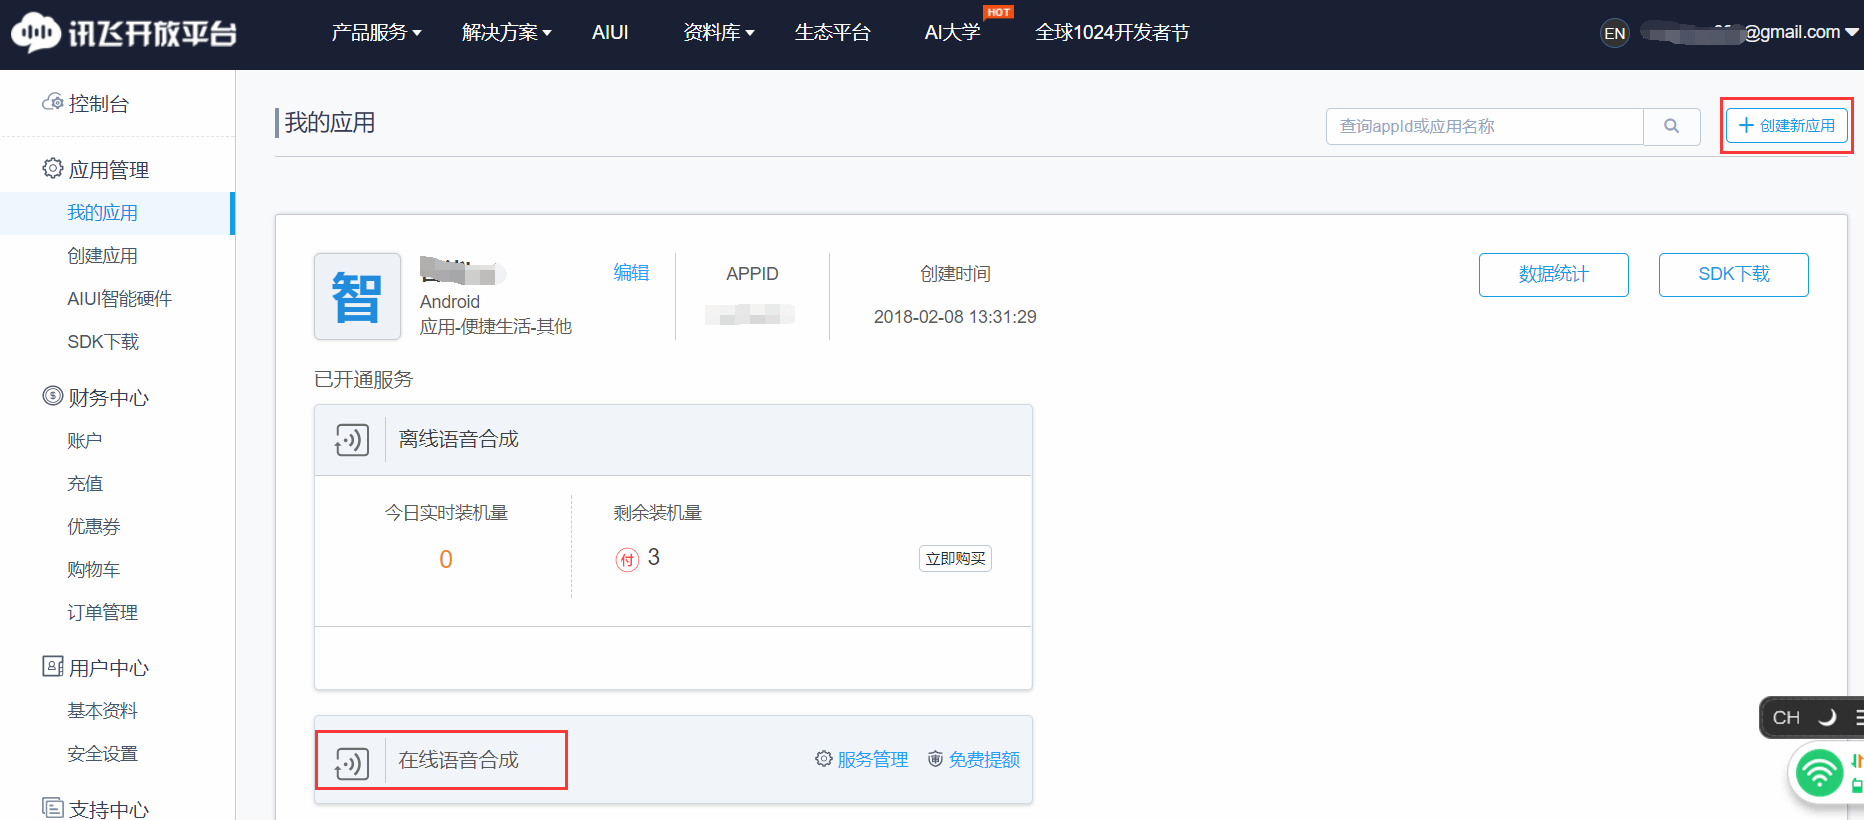 讯飞开放平台
产品服务 解决方案 AIUI 资料库 生态平台 AI大学 HOT 全球1024开发者节
EN @gmail.com
控制台
应用管理
我的应用
创建应用
AIUI智能硬件
SDK下载
财务中心
账户
充值
优惠券
购物车
订单管理
用户中心
基本资料
安全设置
支持中心
我的应用
查询appId或应用名称
+ 创建新应用
智
Android
应用-便捷生活-其他
编辑
APPID
创建时间
2018-02-08 13:31:29
数据统计
SDK下载
已开通服务
离线语音合成
今日实时装机量
0
剩余装机量
付 3
立即购买
在线语音合成
服务管理
免费提额
CH